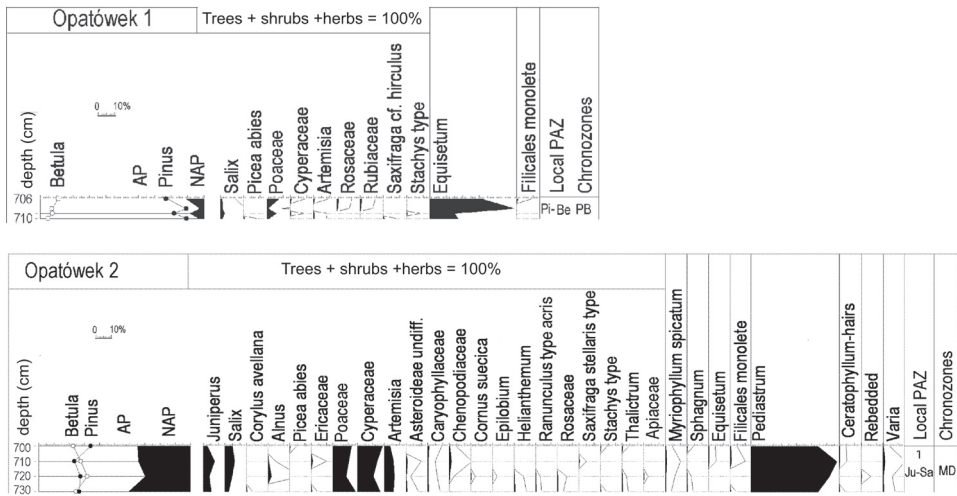 Opatówek 1
Trees + shrubs +herbs = 100%
0 10%
depth (cm)
Betula
AP
Pinus
NAP
Salix
Picea abies
Poaceae
Cyperaceae
Artemisia
Rosaceae
Rubiaceae
Saxifraga cf. hirculus
Stachys type
Equisetum
Filicales monolete
Local PAZ
Chronozones
706
710
Pi-Be PB
Opatówek 2
Trees + shrubs +herbs = 100%
0 10%
depth (cm)
Betula
Pinus
AP
NAP
Juniperus
Salix
Corylus avellana
Alnus
Picea abies
Ericaceae
Poaceae
Cyperaceae
Artemisia
Asteroideae undiff.
Caryophyllaceae
Chenopodiaceae
Cornus suecica
Epilobium
Helianthemum
Ranunculus type acris
Rosaceae
Saxifraga stellaris type
Stachys type
Thalictrum
Apiaceae
Myriophyllum spicatum
Sphagnum
Equisetum
Filicales monolete
Pediastrum
Ceratophyllum-hairs
Rebedded
Varia
Local PAZ
Chronozones
700
710
720
730
1
Ju-Sa MD